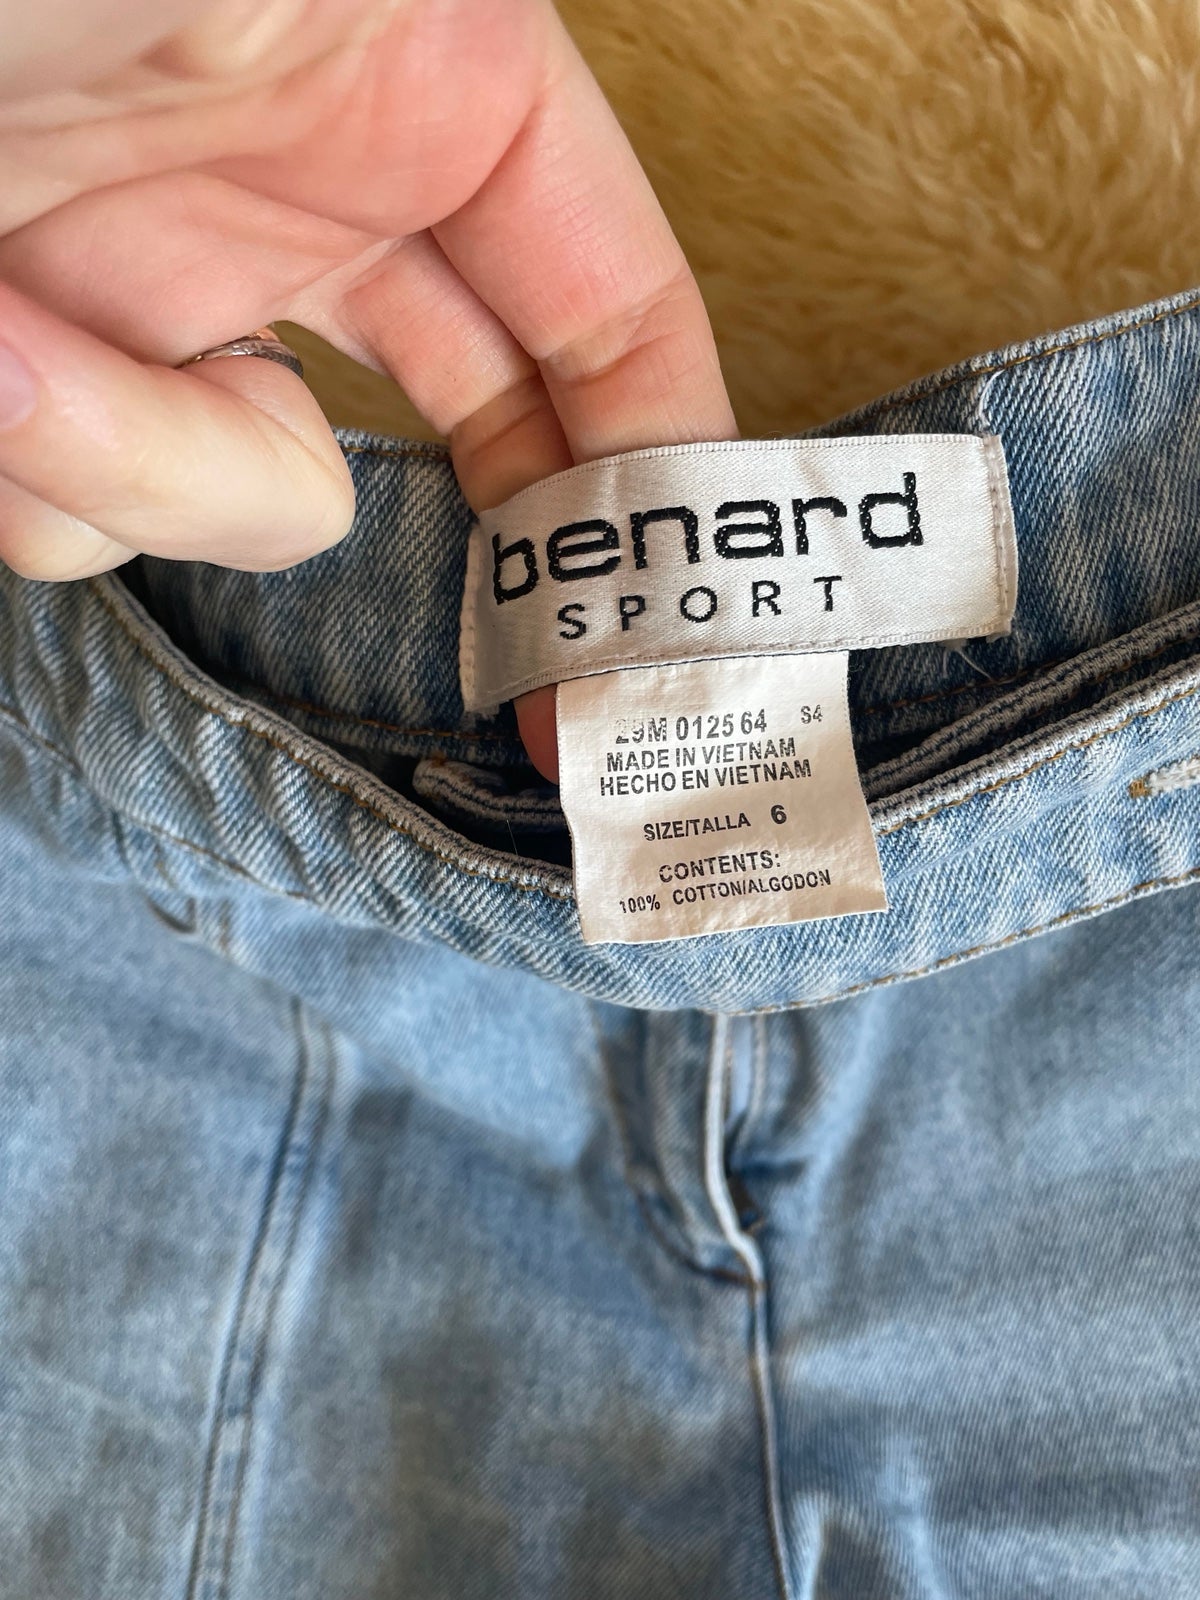 benard
SPORT
29M 0125 64 S4
MADE IN VIETNAM
HECHO EN VIETNAM
SIZE/TALLA 6
CONTENTS:
100% COTTON/ALGODON